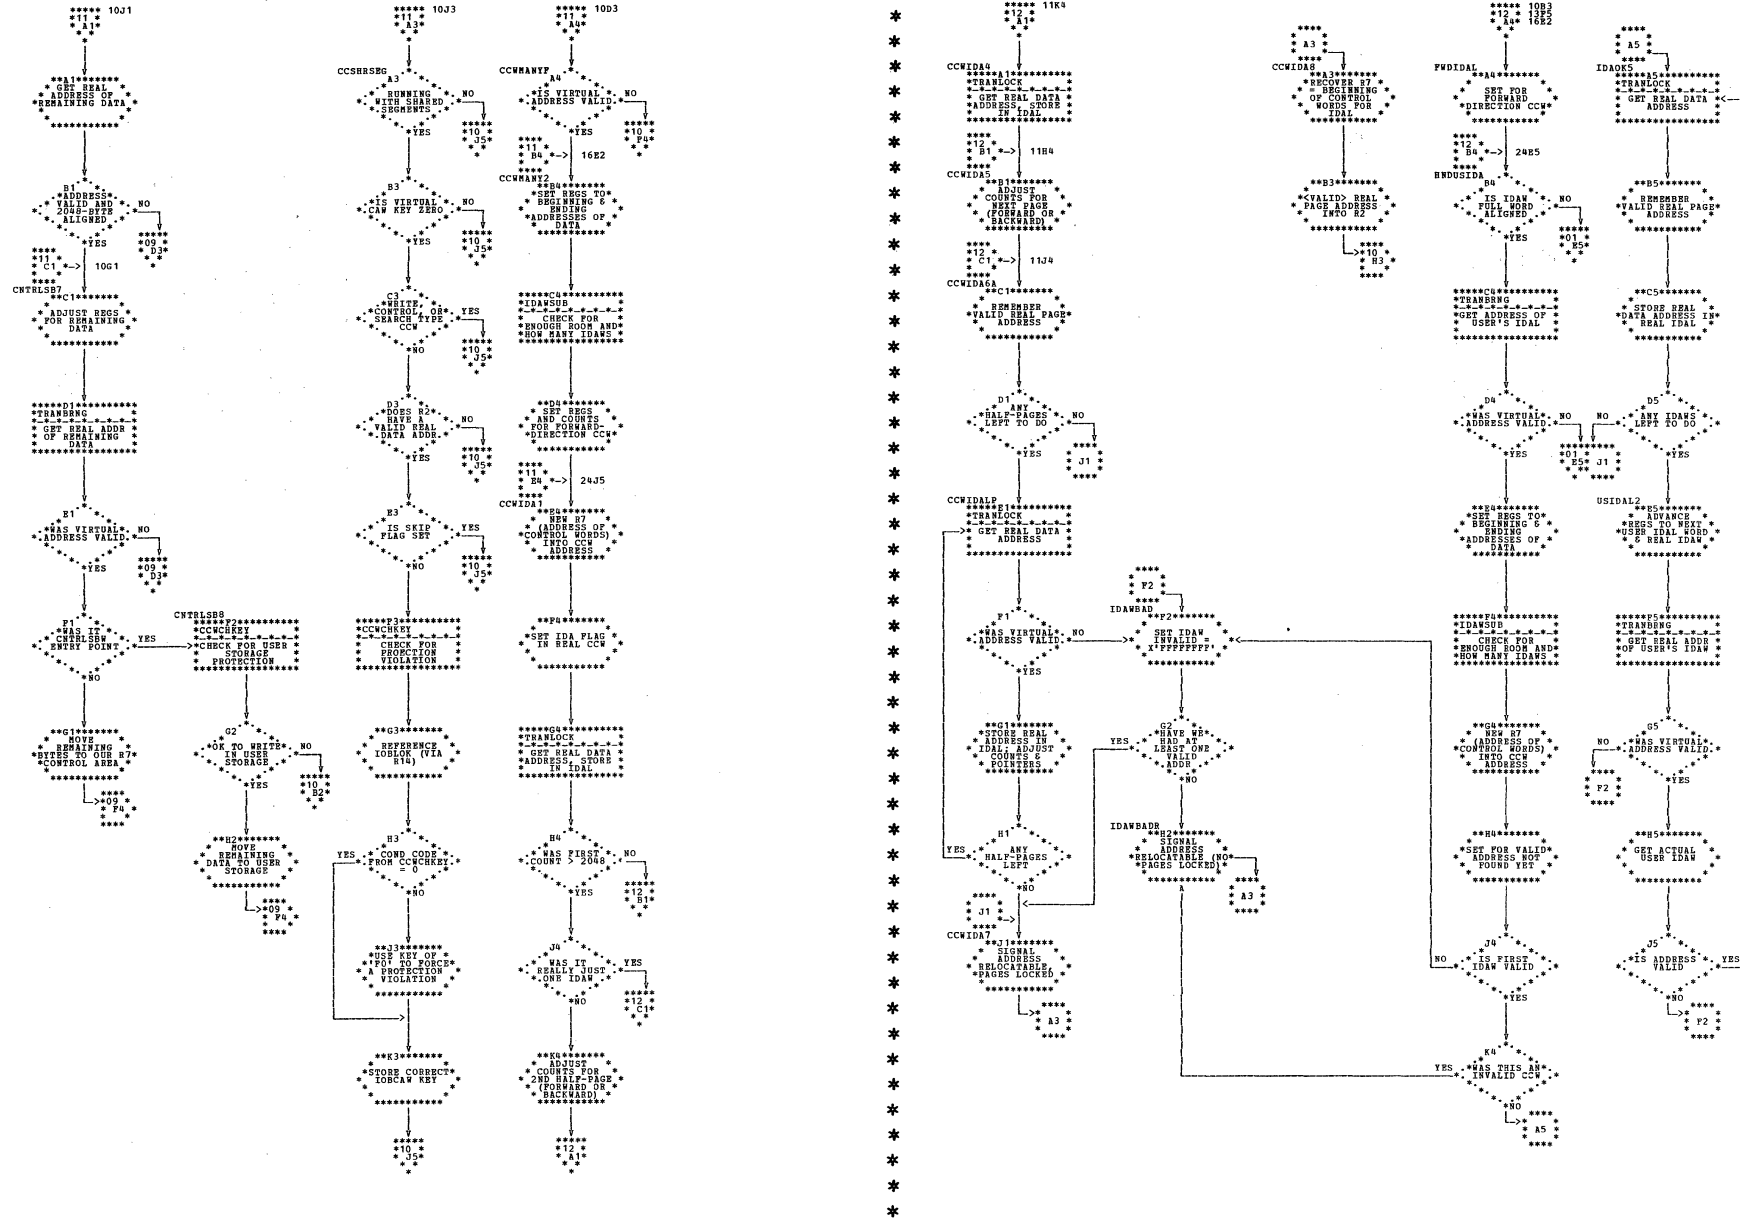 10J1
11
A1
A1
GET REAL
ADDRESS OF
REMAINING DATA
B1
ADDRESS
VALID AND
2048-BYTE
ALIGNED
NO
YES
09
D3
11
C1
10G1
CNTRLSB7
C1
ADJUST REGS
FOR REMAINING
DATA
D1
TRANBRNG
GET REAL ADDR
OF REMAINING
DATA
E1
WAS VIRTUAL
ADDRESS VALID
NO
YES
09
D3
F1
WAS IT
CNTRLSBW
ENTRY POINT
YES
NO
G1
MOVE
REMAINING
BYTES TO OUR R7
CONTROL AREA
09
F4
CNTRLSB8
F2
CCWCHKEY
CHECK FOR USER
STORAGE
PROTECTION
G2
OK TO WRITE
IN USER
STORAGE
NO
YES
10
B2
H2
MOVE
REMAINING
DATA TO USER
STORAGE
09
F4
10J3
11
A3
CCSHRSEG
A3
RUNNING
WITH SHARED
SEGMENTS
NO
YES
10
J5
B3
IS VIRTUAL
CAW KEY ZERO
NO
YES
10
J5
C3
WRITE,
CONTROL, OR
SEARCH TYPE
CCW
YES
NO
10
J5
D3
DOES R2
HAVE A
VALID REAL
DATA ADDR.
NO
YES
10
J5
E3
IS SKIP
FLAG SET
YES
NO
10
J5
F3
CCWCHKEY
CHECK FOR
PROECTION
VIOLATION
G3
REFERENCE
IOBLOK (VIA
R14)
H3
COND CODE
FROM CCWCHKEY
= 0
YES
NO
J3
USE KEY OF
'F0' TO FORCE
A PROTECTION
VIOLATION
K3
STORE CORRECT
IOBCAW KEY
10
J5
10D3
11
A4
CCWMANYF
A4
IS VIRTUAL
ADDRESS VALID
NO
YES
10
F4
11
B4
16E2
CCWMANY2
B4
SET REGS TO
BEGINNING &
ENDING
ADDRESSES OF
DATA
C4
IDAWSUB
CHECK FOR
ENOUGH ROOM AND
HOW MANY IDAWS
D4
SET REGS
AND COUNTS
FOR FORWARD-
DIRECTION CCW
11
E4
24J5
CCWIDA1
E4
NEW R7
(ADDRESS OF
CONTROL WORDS)
INTO CCW
ADDRESS
F4
SET IDA FLAG
IN REAL CCW
G4
TRANLOCK
GET REAL DATA
ADDRESS, STORE
IN IDAL
H4
WAS FIRST
COUNT > 2048
NO
YES
12
B1
J4
WAS IT
REALLY JUST
ONE IDAW
YES
NO
12
C1
K4
ADJUST
COUNTS FOR
2ND HALF-PAGE
(FORWARD OR
BACKWARD)
12
A1
11K4
12
A1
CCWIDA4
A1
TRANLOCK
GET REAL DATA
ADDRESS, STORE
IN IDAL
12
B1
11H4
CCWIDA5
B1
ADJUST
COUNTS FOR
NEXT PAGE
(FORWARD OR
BACKWARD)
12
C1
11J4
CCWIDA6A
C1
REMEMBER
VALID REAL PAGE
ADDRESS
D1
ANY
HALF-PAGES
LEFT TO DO
NO
YES
J1
CCWIDALP
E1
TRANLOCK
GET REAL DATA
ADDRESS
F1
WAS VIRTUAL
ADDRESS VALID
NO
YES
G1
STORE REAL
ADDRESS IN
IDAL; ADJUST
COUNTS &
POINTERS
H1
ANY
HALF-PAGES
LEFT
YES
NO
J1
CCWIDA7
J1
SIGNAL
ADDRESS
RELOCATABLE,
PAGES LOCKED
A3
F2
IDAWBAD
F2
SET IDAW
INVALID =
X'FFFFFFFF'
G2
HAVE WE
HAD AT
LEAST ONE
VALID
ADDR
YES
NO
IDAWBADR
H2
SIGNAL
ADDRESS
RELOCATABLE (NO
PAGES LOCKED)
A3
A3
CCWIDA8
A3
RECOVER R7
= BEGINNING
OF CONTROL
WORDS FOR
IDAL
B3
<VALID> REAL
PAGE ADDRESS
INTO R2
10
H3
10B3
13F5
16E2
12
A4
FWDIDAL
A4
SET FOR
FORWARD
DIRECTION CCW
12
B4
24E5
HNDUSIDA
B4
IS IDAW
FULL WORD
ALIGNED
NO
YES
01
E5
C4
TRANBRNG
GET ADDRESS OF
USER'S IDAL
D4
WAS VIRTUAL
ADDRESS VALID
NO
YES
01
E5
E4
SET REGS TO
BEGINNING &
ENDING
ADDRESSES OF
DATA
F4
IDAWSUB
CHECK FOR
ENOUGH ROOM AND
HOW MANY IDAWS
G4
NEW R7
(ADDRESS OF
CONTROL WORDS)
INTO CCW
ADDRESS
H4
SET FOR VALID
ADDRESS NOT
FOUND YET
J4
IS FIRST
IDAW VALID
NO
YES
K4
WAS THIS AN
INVALID CCW
YES
NO
A5
A5
IDAOK5
A5
TRANLOCK
GET REAL DATA
ADDRESS
B5
REMEMBER
VALID REAL PAGE
ADDRESS
C5
STORE REAL
DATA ADDRESS IN
REAL IDAL
D5
ANY IDAWS
LEFT TO DO
NO
YES
J1
USIDAL2
E5
ADVANCE
REGS TO NEXT
USER IDAL WORD
& REAL IDAW
F5
TRANBRNG
GET REAL ADDR
OF USER'S IDAW
G5
WAS VIRTUAL
ADDRESS VALID
NO
YES
F2
H5
GET ACTUAL
USER IDAW
J5
IS ADDRESS
VALID
YES
NO
F2